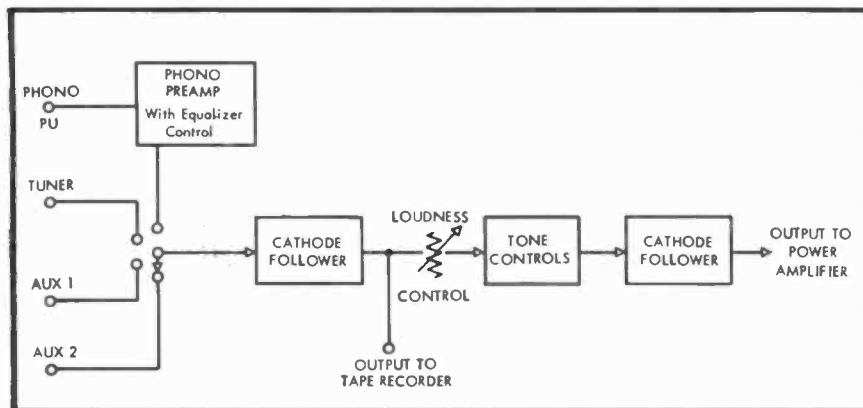 PHONO
PU
PHONO
PREAMP
With Equalizer
Control
TUNER
AUX 1
AUX 2
CATHODE
FOLLOWER
LOUDNESS
CONTROL
OUTPUT TO
TAPE RECORDER
TONE
CONTROLS
CATHODE
FOLLOWER
OUTPUT TO
POWER
AMPLIFIER